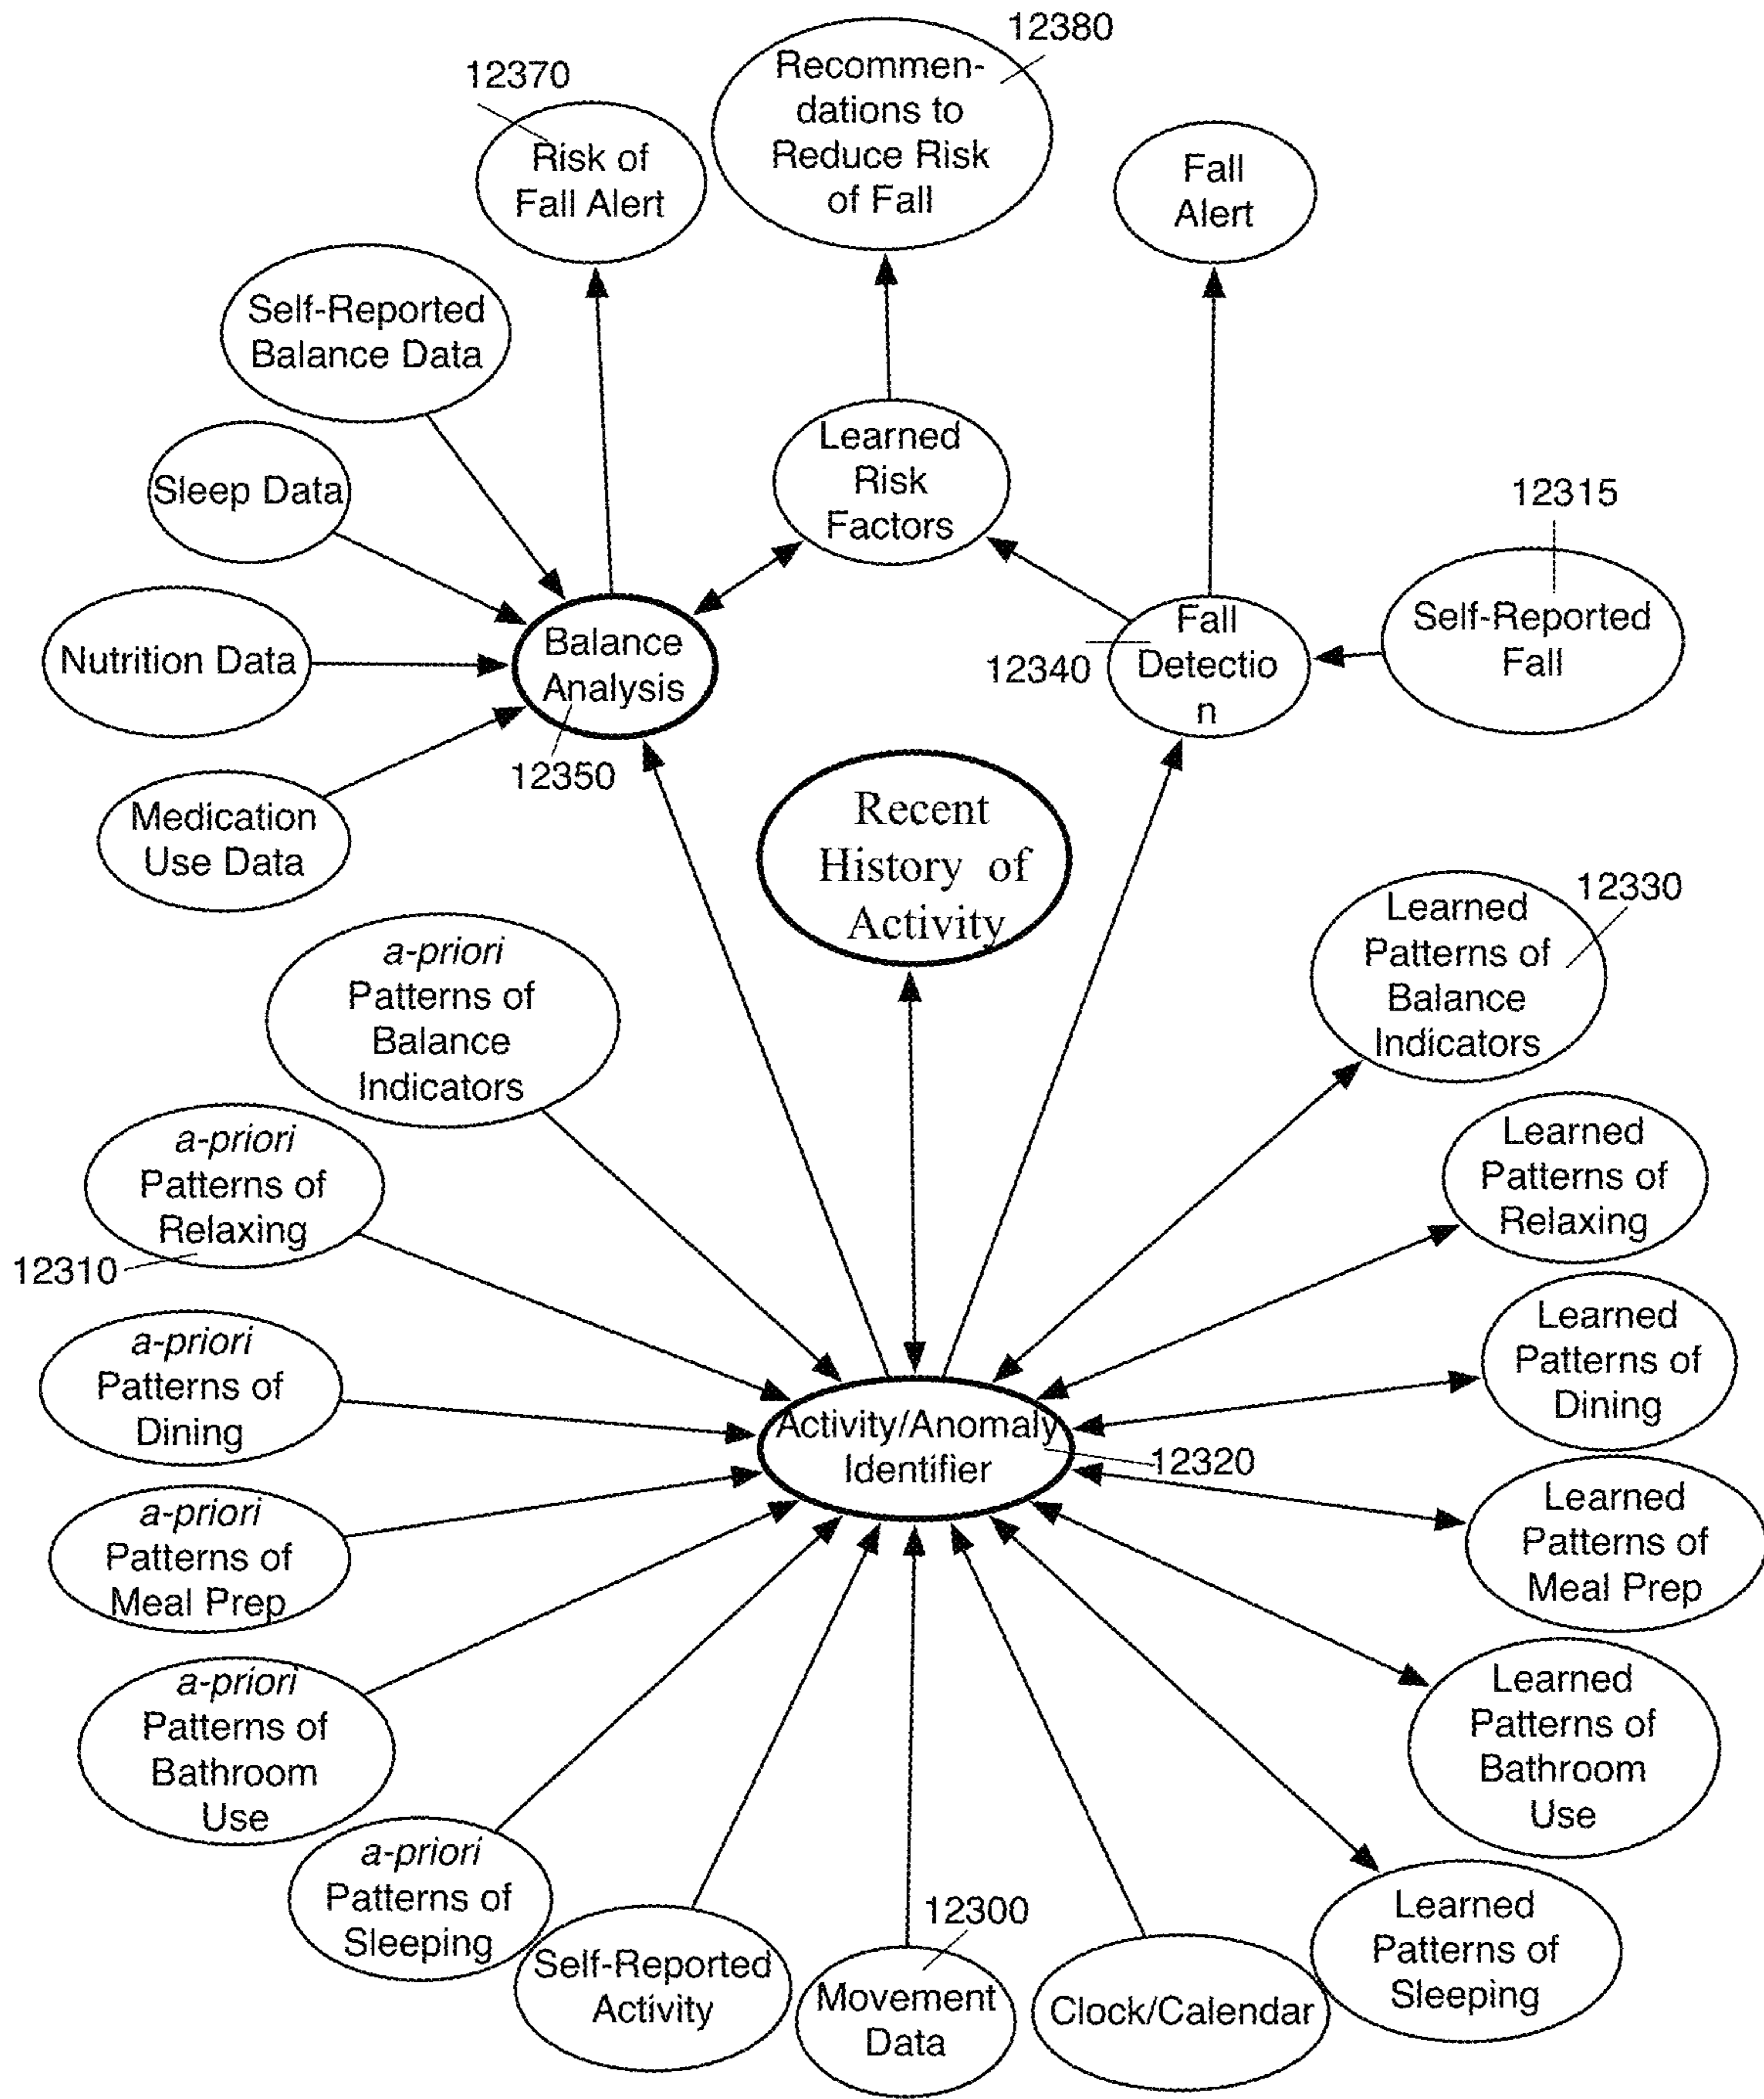 12380
12370
Recommen-
dations to
Reduce Risk
of Fall
Risk of
Fall Alert
Fall
Alert
Self-Reported
Balance Data
Learned
Risk
Factors
Sleep Data
12315
Self-Reported
Fall
Fall
Detectio
n
12340
Balance
Analysis
12350
Nutrition Data
Medication
Use Data
Recent
History of
Activity
12330
Learned
Patterns of
Balance
Indicators
a-priori
Patterns of
Balance
Indicators
a-priori
Patterns of
Relaxing
12310
Learned
Patterns of
Relaxing
a-priori
Patterns of
Dining
Learned
Patterns of
Dining
Activity/Anomaly
Identifier
12320
a-priori
Patterns of
Meal Prep
Learned
Patterns of
Meal Prep
a-priori
Patterns of
Bathroom
Use
Learned
Patterns of
Bathroom
Use
a-priori
Patterns of
Sleeping
Self-Reported
Activity
12300
Movement
Data
Clock/Calendar
Learned
Patterns of
Sleeping